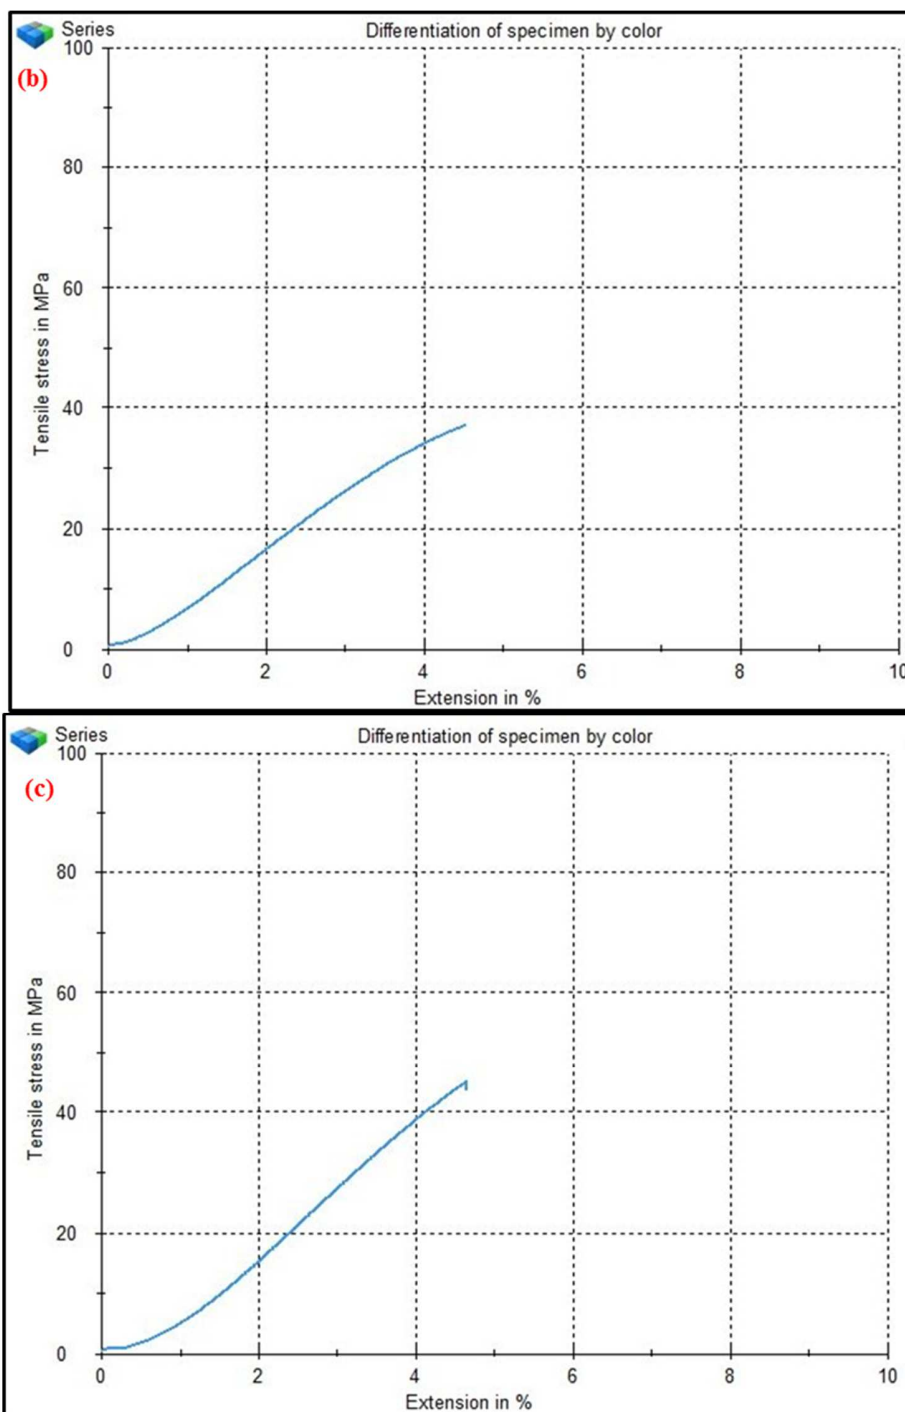 Series
Differentiation of specimen by color
(b)
100
80
60
40
20
0
Tensile stress in MPa
0 2 4 6 8 10
Extension in %
Series
Differentiation of specimen by color
(c)
100
80
60
40
20
0
Tensile stress in MPa
0 2 4 6 8 10
Extension in %